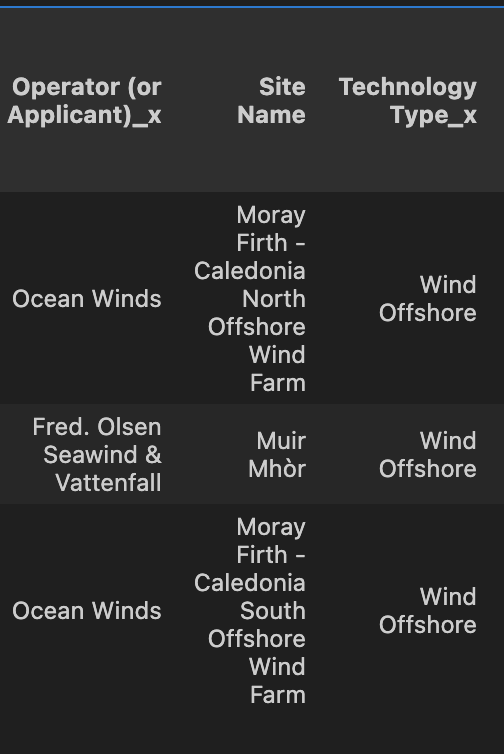 Operator (or
Applicant)_x
Site
Name
Technology
Type_x
Ocean Winds
Moray
Firth -
Caledonia
North
Offshore
Wind
Farm
Wind
Offshore
Fred. Olsen
Seawind &
Vattenfall
Muir
Mhòr
Wind
Offshore
Ocean Winds
Moray
Firth -
Caledonia
South
Offshore
Wind
Farm
Wind
Offshore